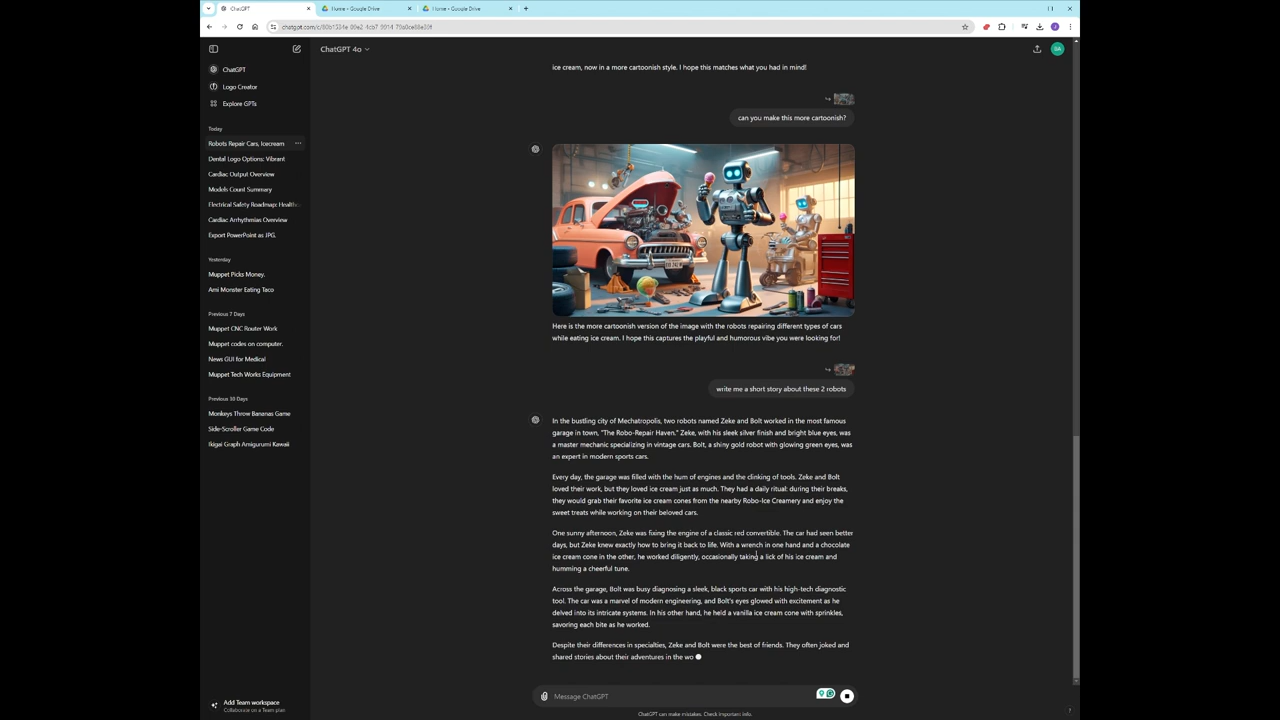 ChatGPT
Home - Google Drive
Home - Google Drive
ChatGPT 4o
ChatGPT
Logo Creator
Explore GPTs
Today
Robots Repair Cars, Icecream
Dental Logo Options: Vibrant
Cardiac Output Overview
Models Count Summary
Electrical Safety Roadmap: Health
Cardiac Arrhythmias Overview
Export PowerPoint as JPG.
Yesterday
Muppet Picks Money.
Ami Monster Eating Taco
Previous 7 Days
Muppet CNC Router Work
Muppet codes on computer.
News GUI for Medical
Muppet Tech Works Equipment
Previous 30 Days
Monkeys Throw Bananas Game
Side-Scroller Game Code
Ikigai Graph Amigurumi Kawaii
Add Team workspace
Collaborate on a Team plan
ice cream, now in a more cartoonish style. I hope this matches what you had in mind!
can you make this more cartoonish?
Here is the more cartoonish version of the image with the robots repairing different types of cars
while eating ice cream. I hope this captures the playful and humorous vibe you were looking for!
write me a short story about these 2 robots
In the bustling city of Mechatropolis, two robots named Zeke and Bolt worked in the most famous
garage in town, "The Robo-Repair Haven." Zeke, with his sleek silver finish and bright blue eyes, was
a master mechanic specializing in vintage cars. Bolt, a shiny gold robot with glowing green eyes, was
an expert in modern sports cars.
Every day, the garage was filled with the hum of engines and the clinking of tools. Zeke and Bolt
loved their work, but they loved ice cream just as much. They had a daily ritual: during their breaks,
they would grab their favorite ice cream cones from the nearby Robo-Ice Creamery and enjoy the
sweet treats while working on their beloved cars.
One sunny afternoon, Zeke was fixing the engine of a classic red convertible. The car had seen better
days, but Zeke knew exactly how to bring it back to life. With a wrench in one hand and a chocolate
ice cream cone in the other, he worked diligently, occasionally taking a lick of his ice cream and
humming a cheerful tune.
Across the garage, Bolt was busy diagnosing a sleek, black sports car with his high-tech diagnostic
tool. The car was a marvel of modern engineering, and Bolt's eyes glowed with excitement as he
delved into its intricate systems. In his other hand, he held a vanilla ice cream cone with sprinkles,
savoring each bite as he worked.
Despite their differences in specialties, Zeke and Bolt were the best of friends. They often joked and
shared stories about their adventures in the wo
Message ChatGPT
ChatGPT can make mistakes. Check important info.